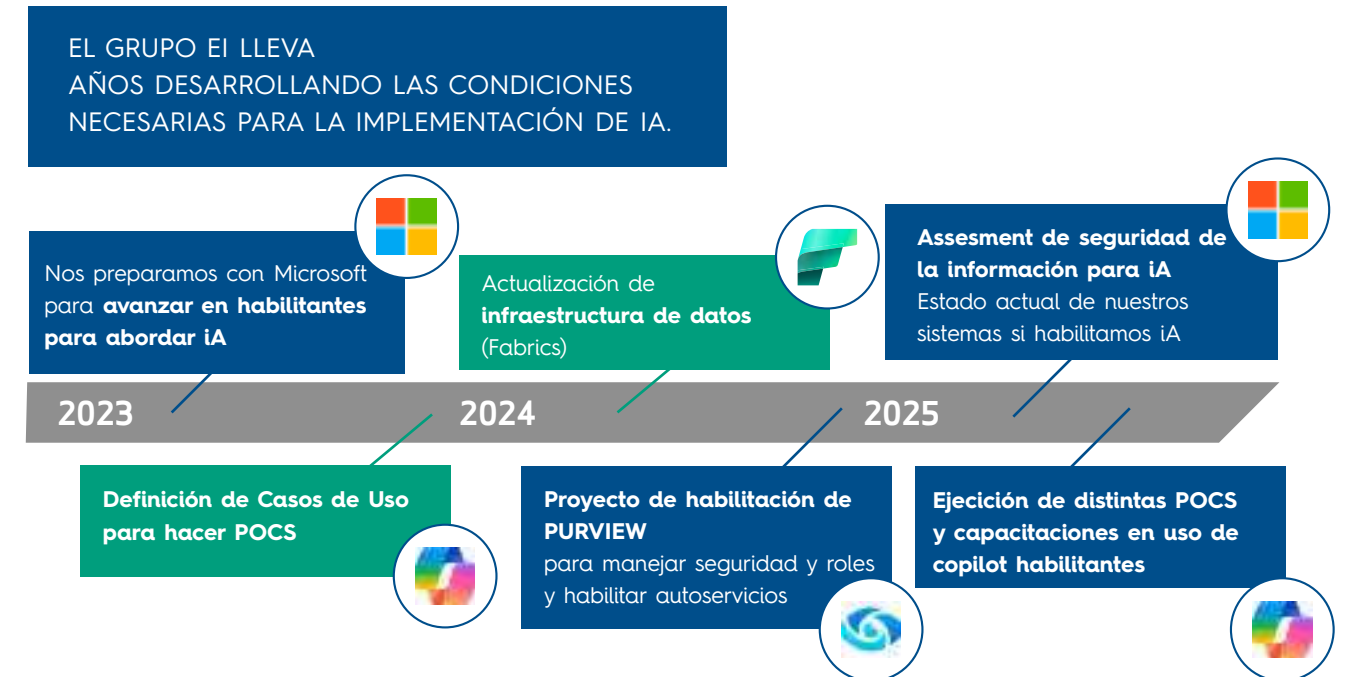 EL GRUPO EI LLEVA
AÑOS DESARROLLANDO LAS CONDICIONES
NECESARIAS PARA LA IMPLEMENTACIÓN DE IA.
Nos preparamos con Microsoft
para avanzar en habilitantes
para abordar iA
Actualización de
infraestructura de datos
(Fabrics)
Assesment de seguridad de
la información para iA
Estado actual de nuestros
sistemas si habilitamos iA
2023
2024
2025
Definición de Casos de Uso
para hacer POCS
Proyecto de habilitación de
PURVIEW
para manejar seguridad y roles
y habilitar autoservicios
Ejecición de distintas POCS
y capacitaciones en uso de
copilot habilitantes